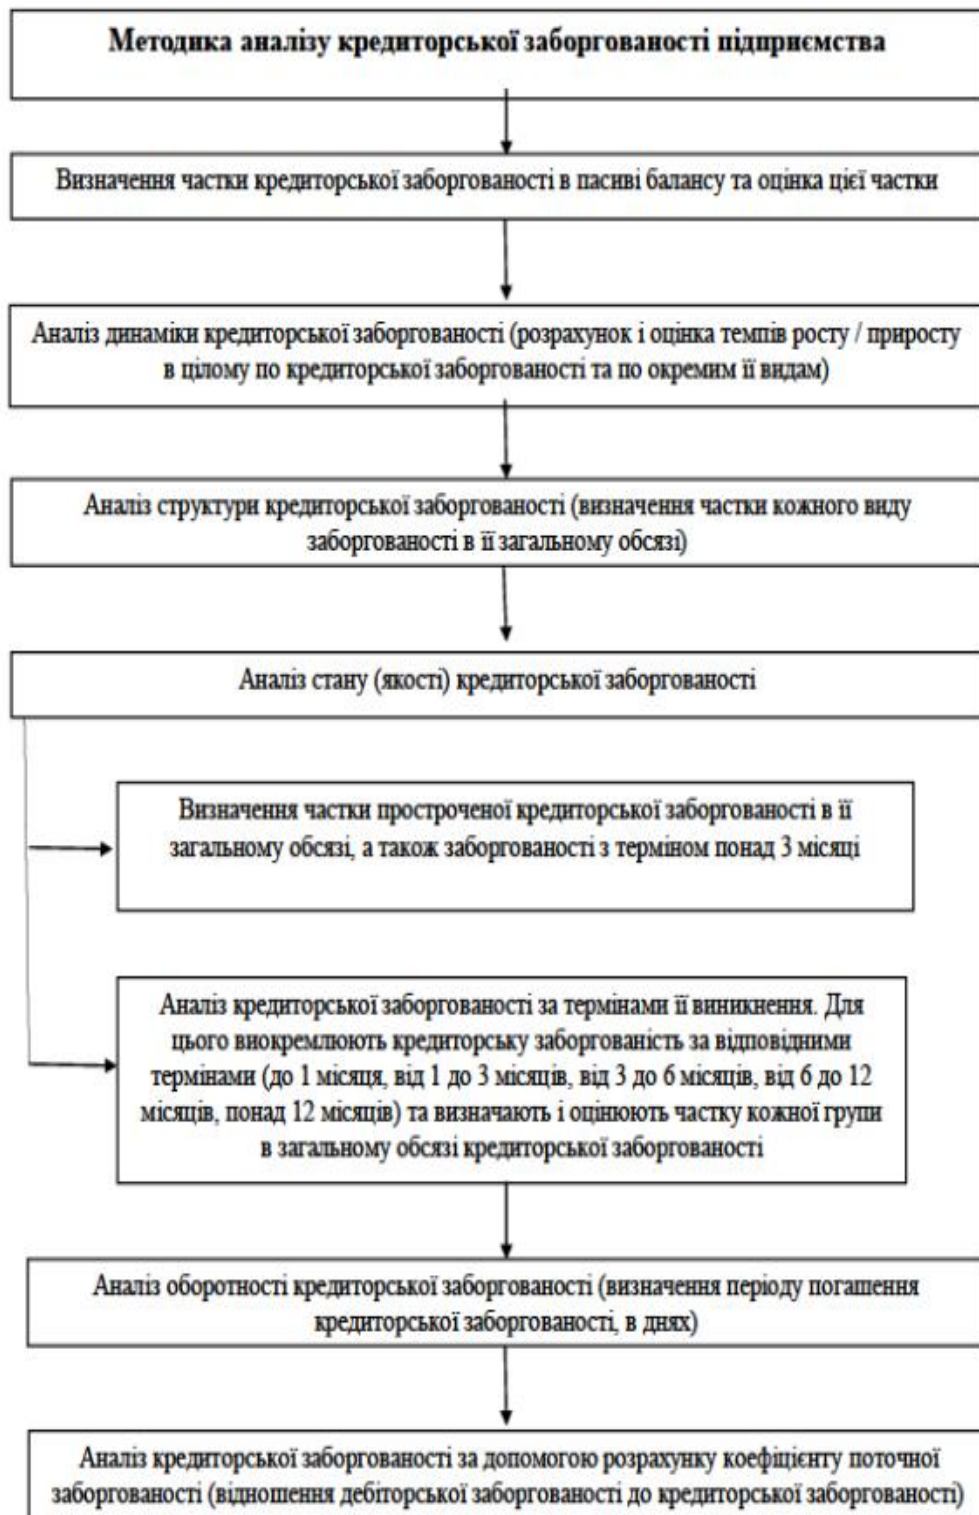 Методика аналізу кредиторської заборгованості підприємства
Визначення частки кредиторської заборгованості в пасиві балансу та оцінка цієї частки
Аналіз динаміки кредиторської заборгованості (розрахунок і оцінка темпів росту / приросту
в цілому по кредиторської заборгованості та по окремим її видам)
Аналіз структури кредиторської заборгованості (визначення частки кожного виду
заборгованості в її загальному обсязі)
Аналіз стану (якості) кредиторської заборгованості
Визначення частки простроченої кредиторської заборгованості в її
загальному обсязі, а також заборгованості з терміном понад 3 місяці
Аналіз кредиторської заборгованості за термінами її виникнення. Для
цього виокремлюють кредиторську заборгованість за відповідними
термінами (до 1 місяця, від 1 до 3 місяців, від 3 до 6 місяців, від 6 до 12
місяців, понад 12 місяців) та визначають і оцінюють частку кожної групи
в загальному обсязі кредиторської заборгованості
Аналіз оборотності кредиторської заборгованості (визначення періоду погашення
кредиторської заборгованості, в днях)
Аналіз кредиторської заборгованості за допомогою розрахунку коефіцієнту поточної
заборгованості (відношення дебіторської заборгованості до кредиторської заборгованості)